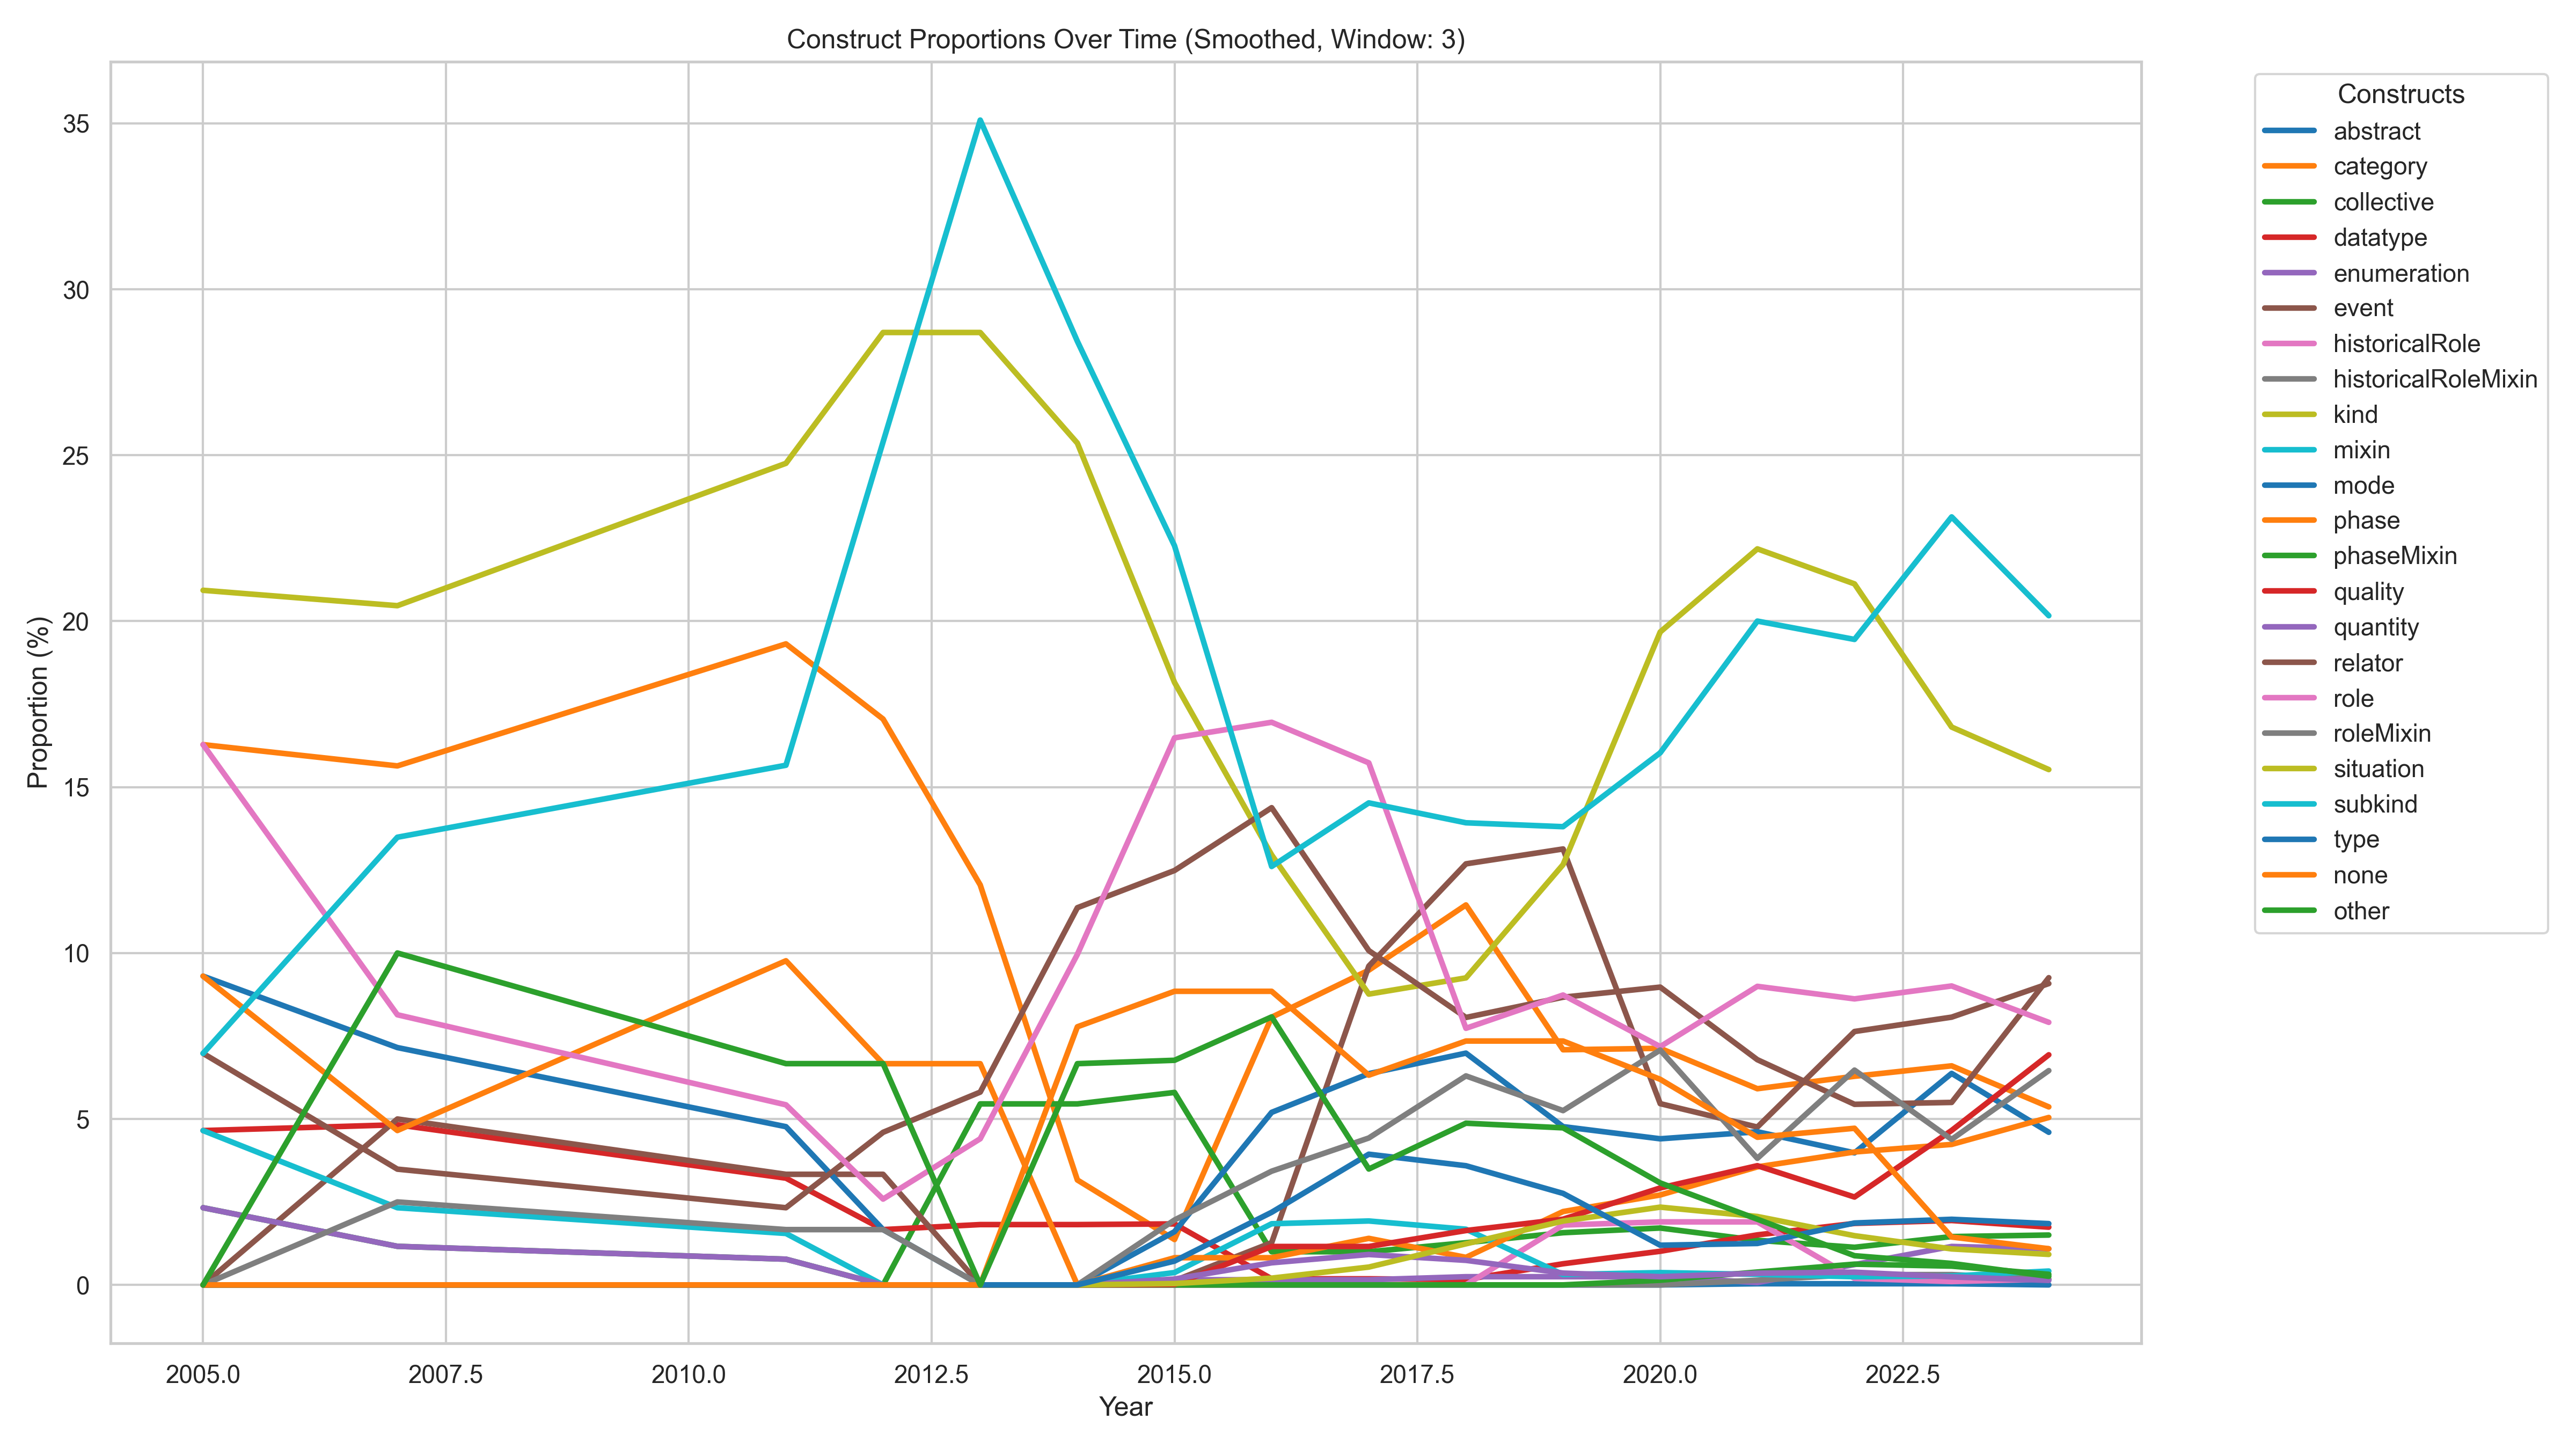 Construct Proportions Over Time (Smoothed, Window: 3)
Proportion (%)
35
30
25
20
15
10
5
0
2005.0
2007.5
2010.0
2012.5
2015.0
2017.5
2020.0
2022.5
Year
Constructs
abstract
category
collective
datatype
enumeration
event
historicalRole
historicalRoleMixin
kind
mixin
mode
phase
phaseMixin
quality
quantity
relator
role
roleMixin
situation
subkind
type
none
other